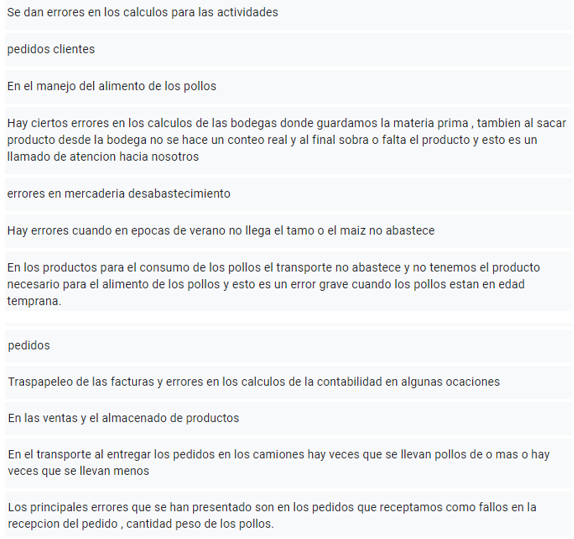 Se dan errores en los calculos para las actividades
pedidos clientes
En el manejo del alimento de los pollos
Hay ciertos errores en los calculos de las bodegas donde guardamos la materia prima , tambien al sacar
producto desde la bodega no se hace un conteo real y al final sobra o falta el producto y esto es un
llamado de atencion hacia nosotros
errores en mercaderia desabastecimiento
Hay errores cuando en epocas de verano no llega el tamo o el maiz no abastece
En los productos para el consumo de los pollos el transporte no abastece y no tenemos el producto
necesario para el alimento de los pollos y esto es un error grave cuando los pollos estan en edad
temprana.
pedidos
Traspapeleo de las facturas y errores en los calculos de la contabilidad en algunas ocaciones
En las ventas y el almacenado de productos
En el transporte al entregar los pedidos en los camiones hay veces que se llevan pollos de o mas o hay
veces que se llevan menos
Los principales errores que se han presentado son en los pedidos que receptamos como fallos en la
recepcion del pedido , cantidad peso de los pollos.